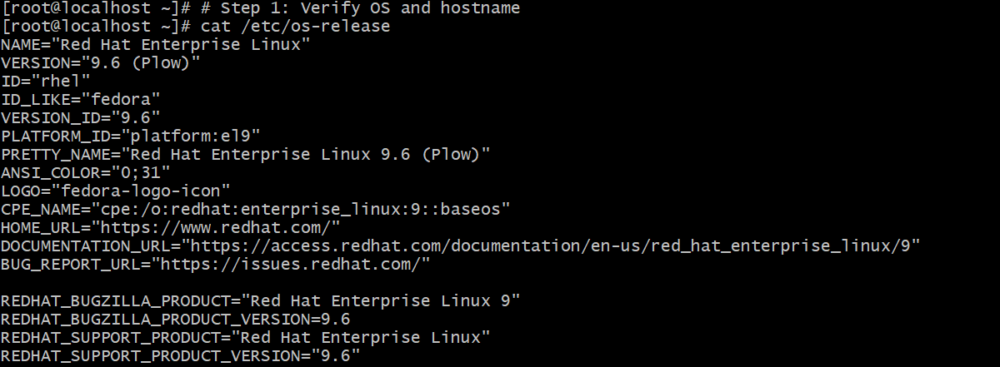 [root@localhost ~]# # Step 1: Verify OS and hostname
[root@localhost ~]# cat /etc/os-release
NAME="Red Hat Enterprise Linux"
VERSION="9.6 (Plow)"
ID="rhel"
ID_LIKE="fedora"
VERSION_ID="9.6"
PLATFORM_ID="platform:el9"
PRETTY_NAME="Red Hat Enterprise Linux 9.6 (Plow)"
ANSI_COLOR="0;31"
LOGO="fedora-logo-icon"
CPE_NAME="cpe:/o:redhat:enterprise_linux:9::baseos"
HOME_URL="https://www.redhat.com/"
DOCUMENTATION_URL="https://access.redhat.com/documentation/en-us/red_hat_enterprise_linux/9"
BUG_REPORT_URL="https://issues.redhat.com/"

REDHAT_BUGZILLA_PRODUCT="Red Hat Enterprise Linux 9"
REDHAT_BUGZILLA_PRODUCT_VERSION=9.6
REDHAT_SUPPORT_PRODUCT="Red Hat Enterprise Linux"
REDHAT_SUPPORT_PRODUCT_VERSION="9.6"